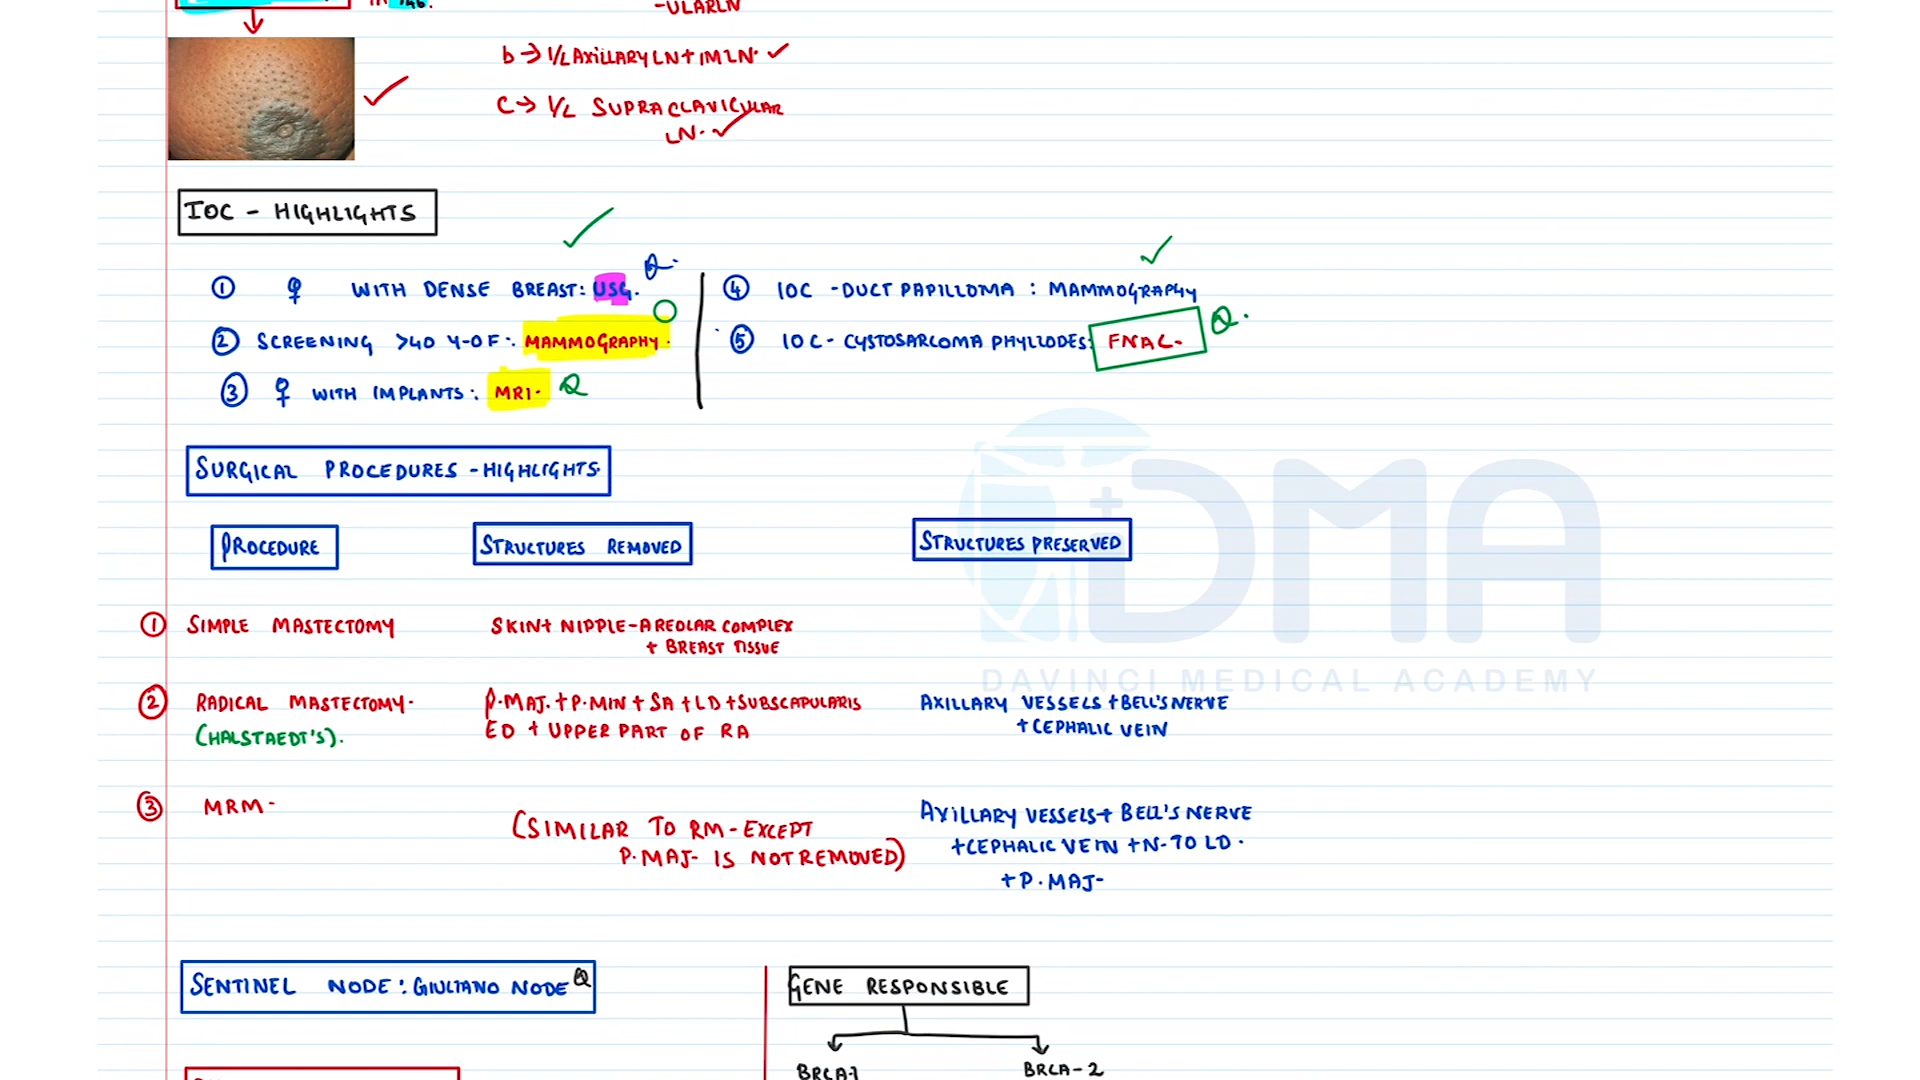 IN T4b.
-ULAR LN
b → I/L AXILLARY LN + IMLN.
C → I/L SUPRACLAVICULAR
LN.
IOC - HIGHLIGHTS
① ♀ WITH DENSE BREAST: USG. Q.
② SCREENING >40 Y-OF: MAMMOGRAPHY.
③ ♀ WITH IMPLANTS: MRI. Q
④ IOC - DUCT PAPILLOMA : MAMMOGRAPHY
⑤ IOC - CYSTOSARCOMA PHYLLODES: FNAC. Q.
SURGICAL PROCEDURES - HIGHLIGHTS.
PROCEDURE STRUCTURES REMOVED STRUCTURES PRESERVED
① SIMPLE MASTECTOMY SKIN + NIPPLE-AREOLAR COMPLEX
+ BREAST TISSUE
② RADICAL MASTECTOMY. P.MAJ. + P.MIN + SA + LD + SUBSCAPULARIS AXILLARY VESSELS + BELL'S NERVE
(HALSTAEDT'S). EO + UPPER PART OF RA + CEPHALIC VEIN
③ MRM. (SIMILAR TO RM - EXCEPT AXILLARY VESSELS + BELL'S NERVE
P.MAJ- IS NOT REMOVED) + CEPHALIC VEIN + N. TO LD.
+ P.MAJ-
SENTINEL NODE : GIULIANO NODE Q
GENE RESPONSIBLE
BRCA-1 BRCA-2
DMA
DAVINCI MEDICAL ACADEMY